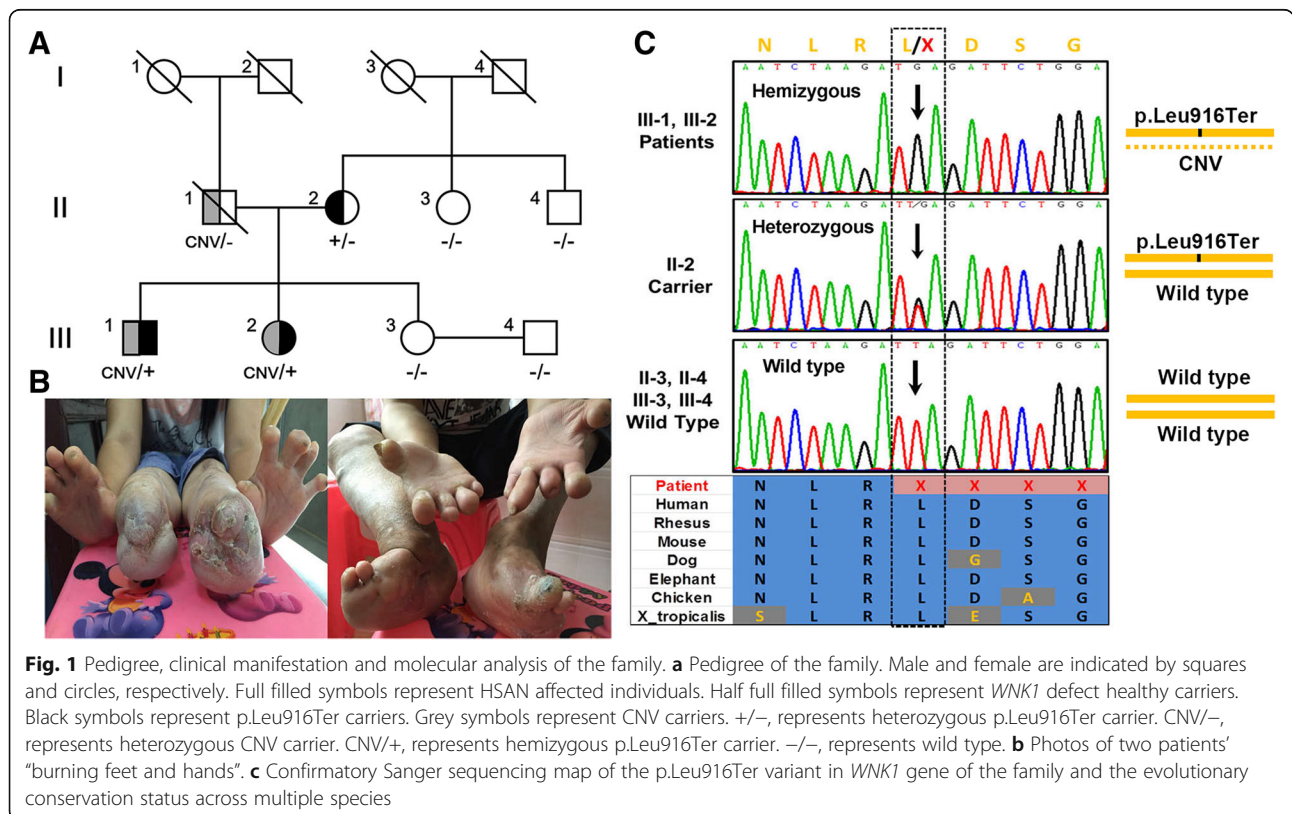 A
I
1
2
3
4
II
1
2
3
4
CNV/-
+/-
-/-
-/-
III
1
2
3
4
CNV/+
CNV/+
-/-
-/-
B
C
N L R L/X D S G
A A T C T A A G A T G A G A T T C T G G A
Hemizygous
III-1, III-2
Patients
p.Leu916Ter
CNV
A A T C T A A G A T T/G A G A T T C T G G A
Heterozygous
II-2
Carrier
p.Leu916Ter
Wild type
A A T C T A A G A T T A G A T T C T G G A
Wild type
II-3, II-4
III-3, III-4
Wild Type
Wild type
Wild type
Patient N L R X X X X
Human N L R L D S G
Rhesus N L R L D S G
Mouse N L R L D S G
Dog N L R L G S G
Elephant N L R L D S G
Chicken N L R L D A G
X_tropicalis S L R L E S G
Fig. 1 Pedigree, clinical manifestation and molecular analysis of the family. a Pedigree of the family. Male and female are indicated by squares
and circles, respectively. Full filled symbols represent HSAN affected individuals. Half full filled symbols represent WNK1 defect healthy carriers.
Black symbols represent p.Leu916Ter carriers. Grey symbols represent CNV carriers. +/−, represents heterozygous p.Leu916Ter carrier. CNV/−,
represents heterozygous CNV carrier. CNV/+, represents hemizygous p.Leu916Ter carrier. −/−, represents wild type. b Photos of two patients'
"burning feet and hands". c Confirmatory Sanger sequencing map of the p.Leu916Ter variant in WNK1 gene of the family and the evolutionary
conservation status across multiple species